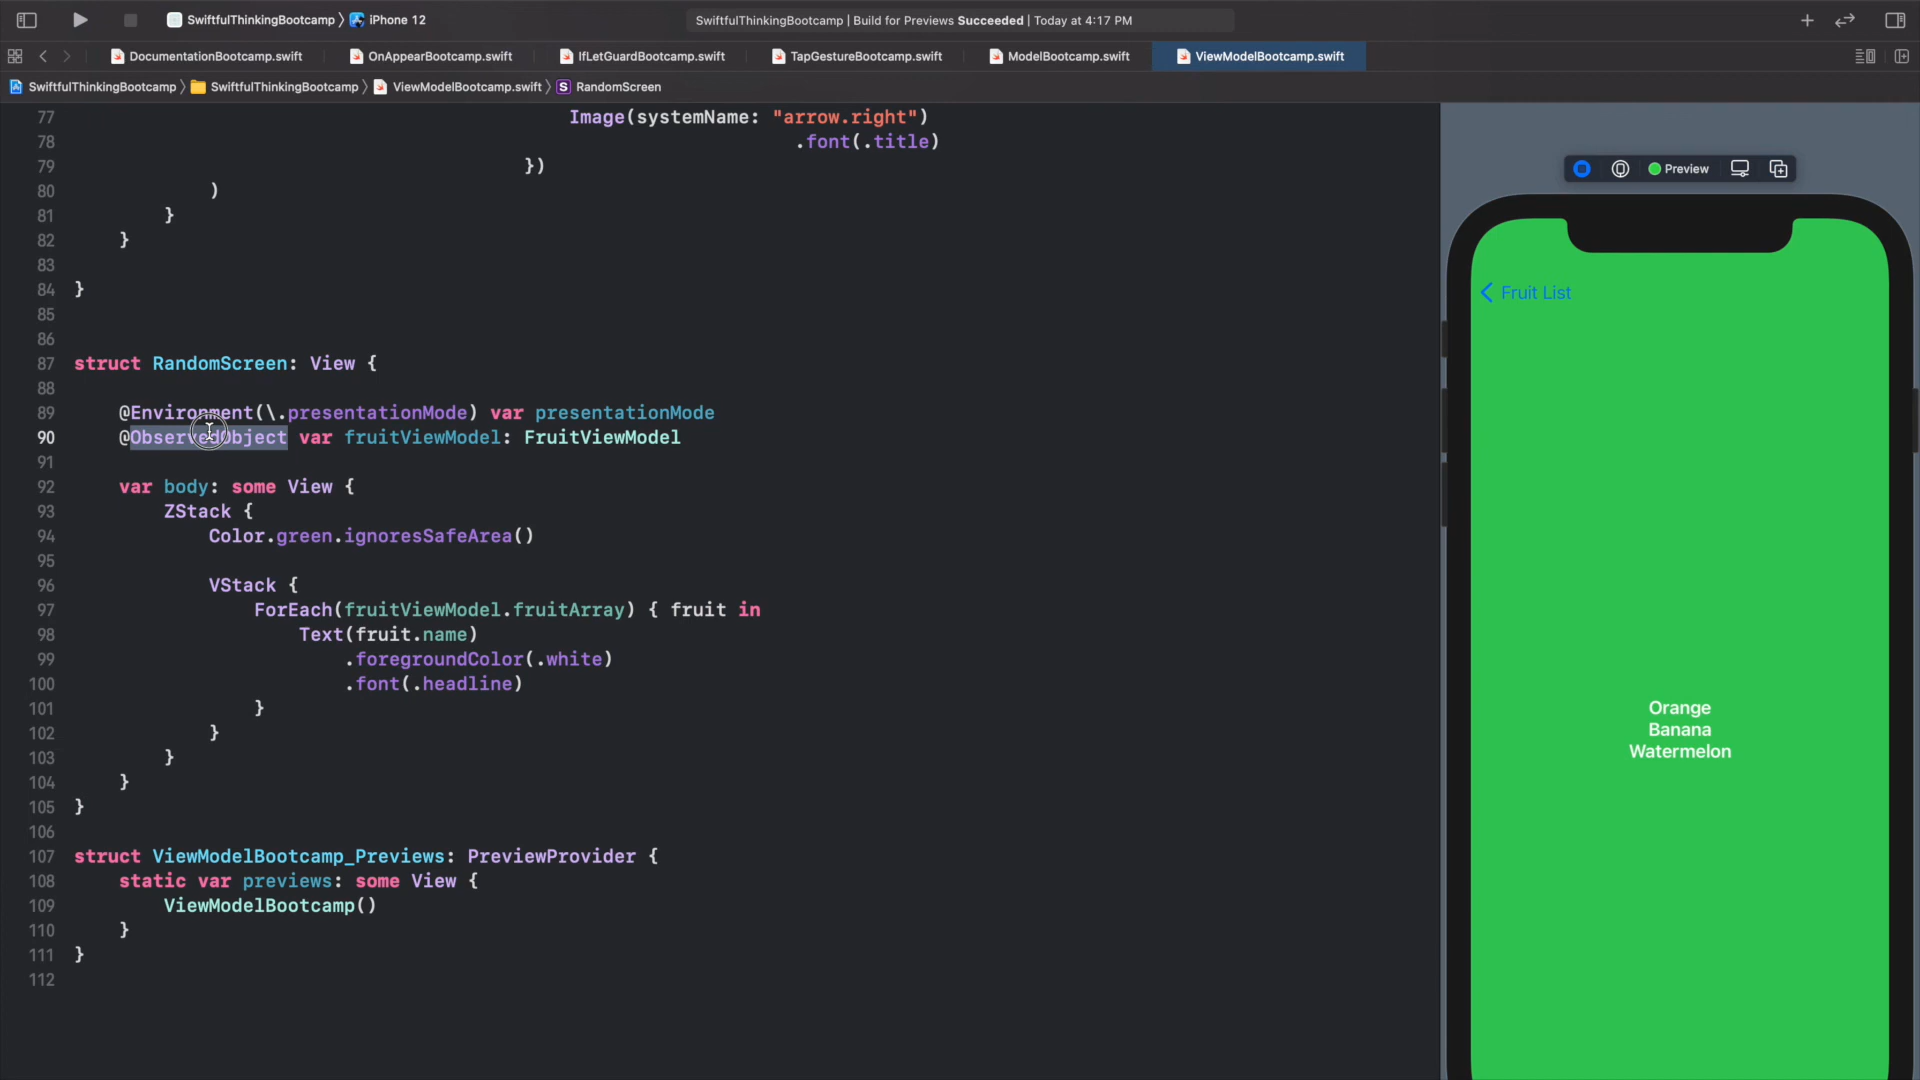 SwiftfulThinkingBootcamp 〉 iPhone 12
SwiftfulThinkingBootcamp | Build for Previews Succeeded | Today at 4:17 PM
DocumentationBootcamp.swift OnAppearBootcamp.swift IfLetGuardBootcamp.swift TapGestureBootcamp.swift ModelBootcamp.swift ViewModelBootcamp.swift
SwiftfulThinkingBootcamp 〉 SwiftfulThinkingBootcamp 〉 ViewModelBootcamp.swift 〉 S RandomScreen
77 Image(systemName: "arrow.right")
78 .font(.title)
79 })
80 )
81 }
82 }
83
84 }
85
86
87 struct RandomScreen: View {
88
89 @Environment(\.presentationMode) var presentationMode
90 @ObservedObject var fruitViewModel: FruitViewModel
91
92 var body: some View {
93 ZStack {
94 Color.green.ignoresSafeArea()
95
96 VStack {
97 ForEach(fruitViewModel.fruitArray) { fruit in
98 Text(fruit.name)
99 .foregroundColor(.white)
100 .font(.headline)
101 }
102 }
103 }
104 }
105 }
106
107 struct ViewModelBootcamp_Previews: PreviewProvider {
108 static var previews: some View {
109 ViewModelBootcamp()
110 }
111 }
112
Preview
Fruit List
Orange
Banana
Watermelon